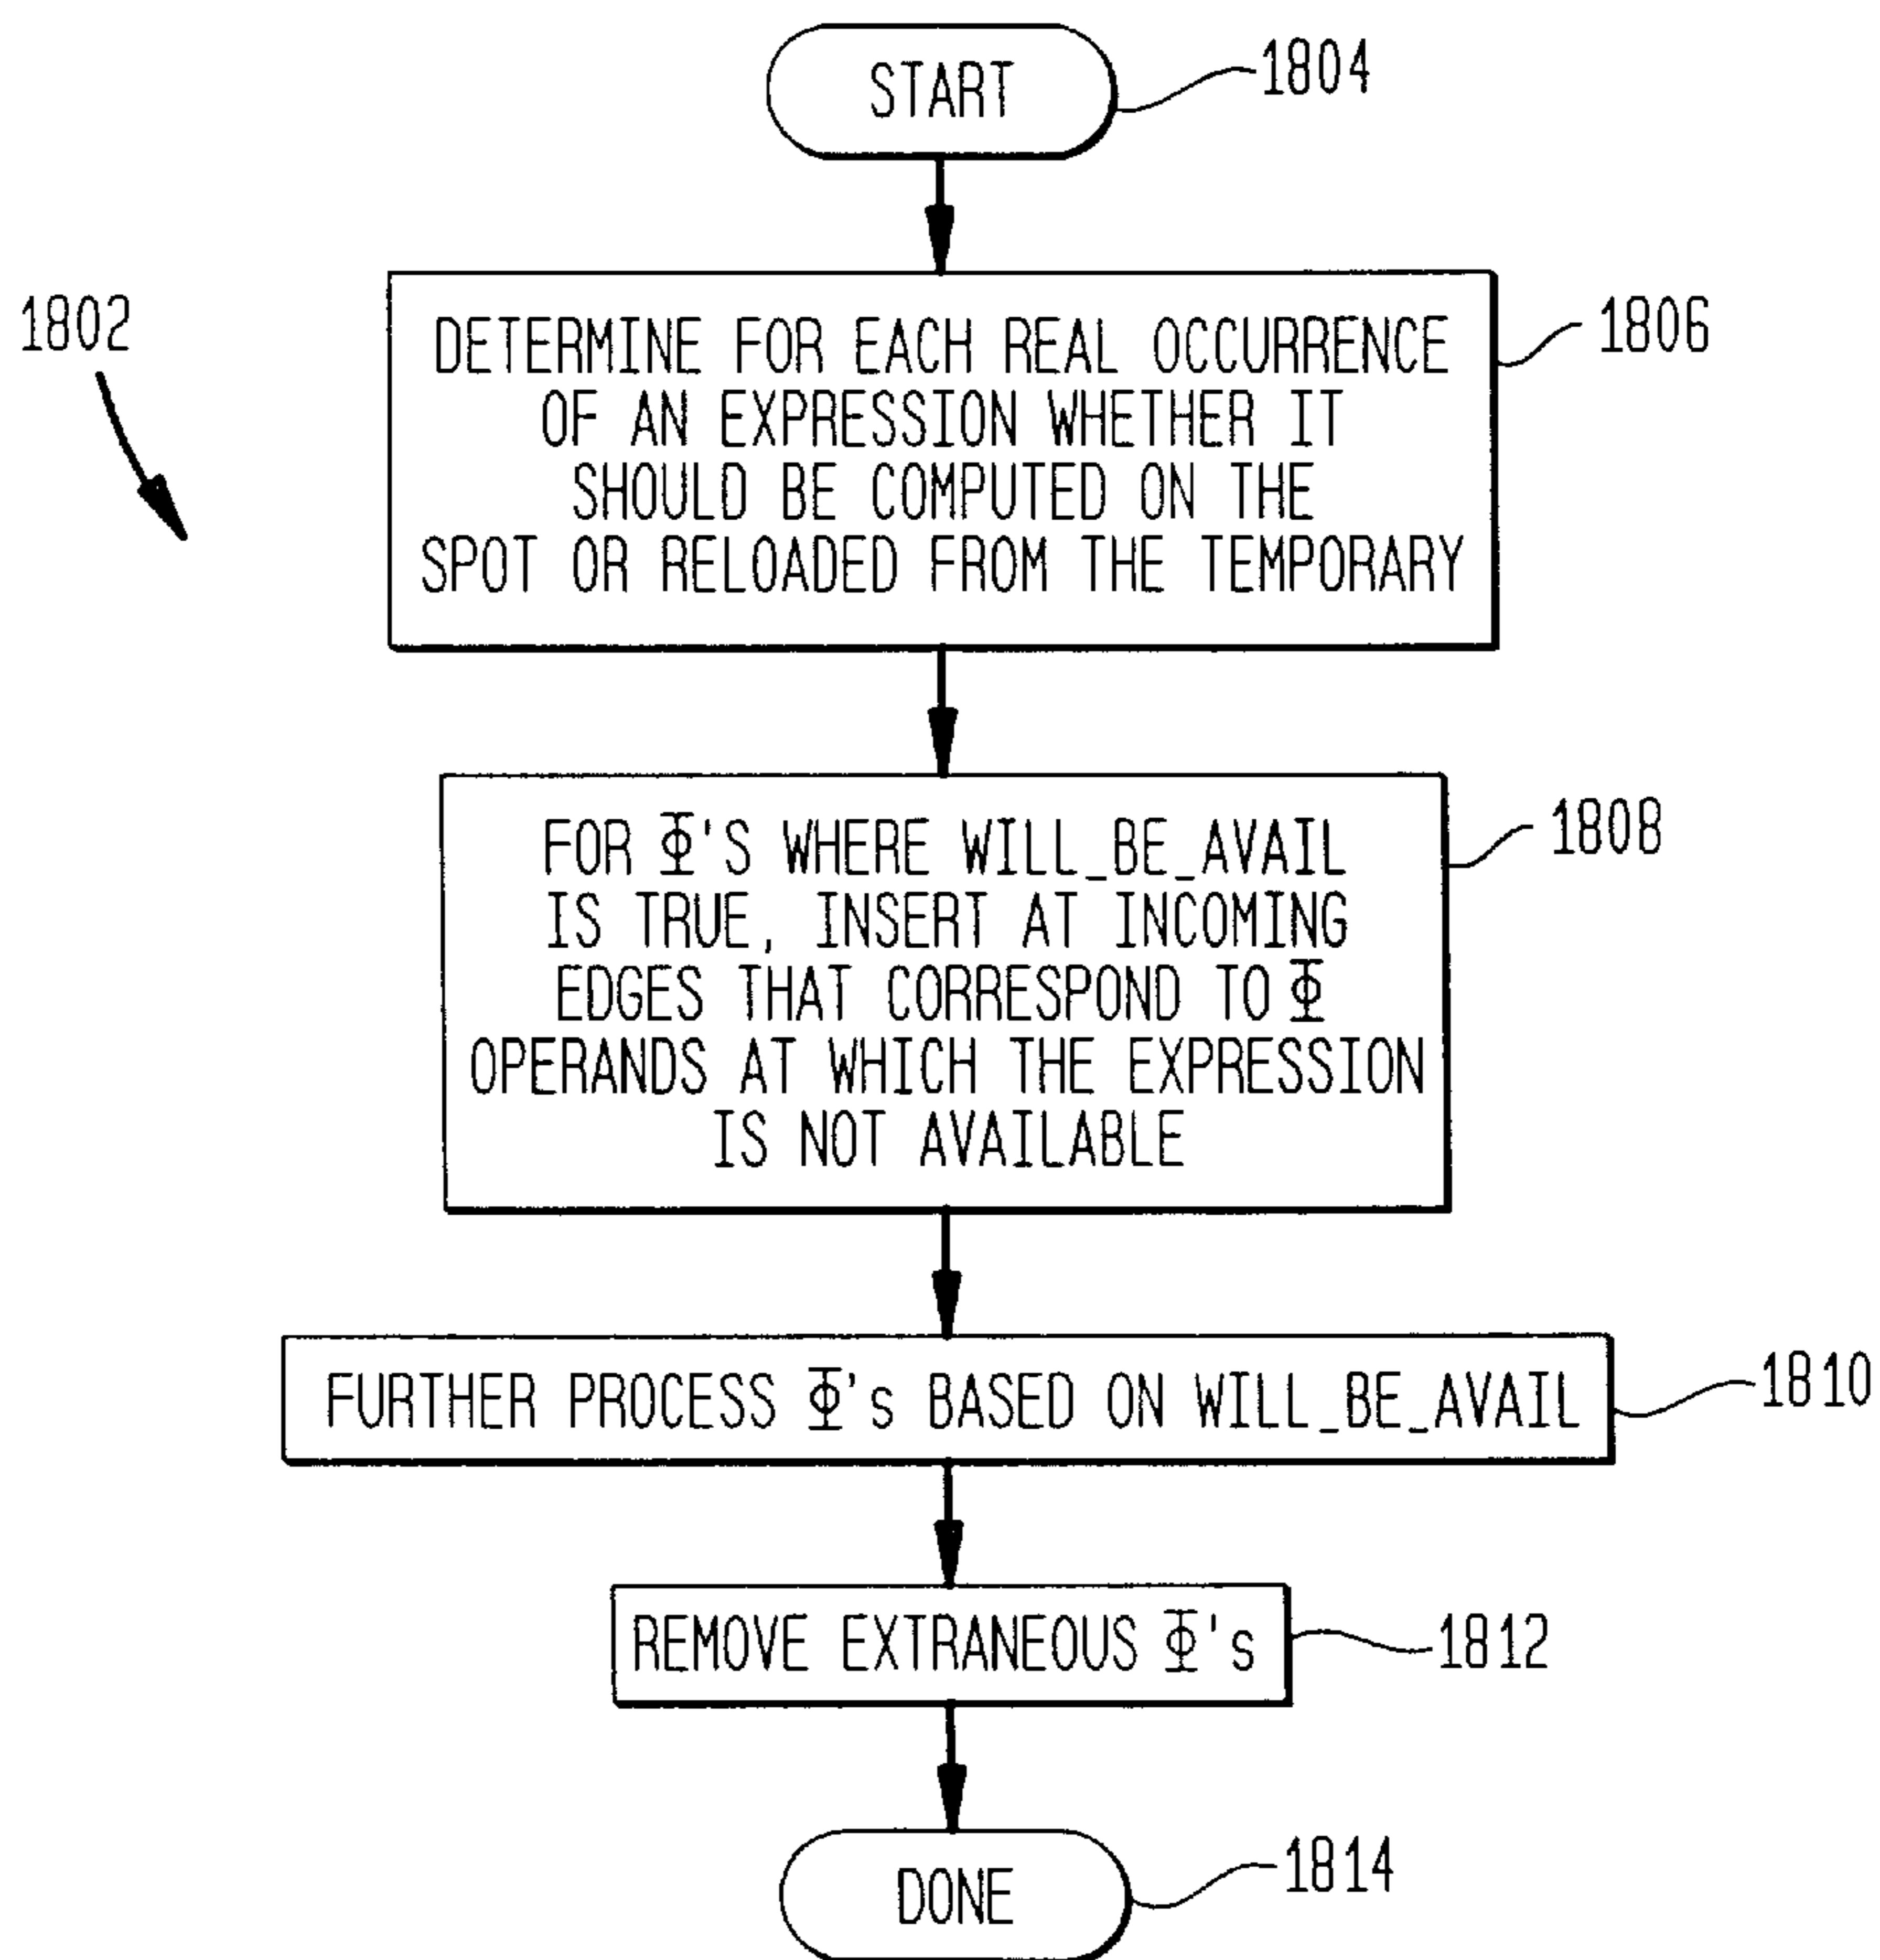 START
1804
1802
DETERMINE FOR EACH REAL OCCURRENCE
OF AN EXPRESSION WHETHER IT
SHOULD BE COMPUTED ON THE
SPOT OR RELOADED FROM THE TEMPORARY
1806
FOR Φ'S WHERE WILL_BE_AVAIL
IS TRUE, INSERT AT INCOMING
EDGES THAT CORRESPOND TO Φ
OPERANDS AT WHICH THE EXPRESSION
IS NOT AVAILABLE
1808
FURTHER PROCESS Φ's BASED ON WILL_BE_AVAIL
1810
REMOVE EXTRANEOUS Φ's
1812
DONE
1814